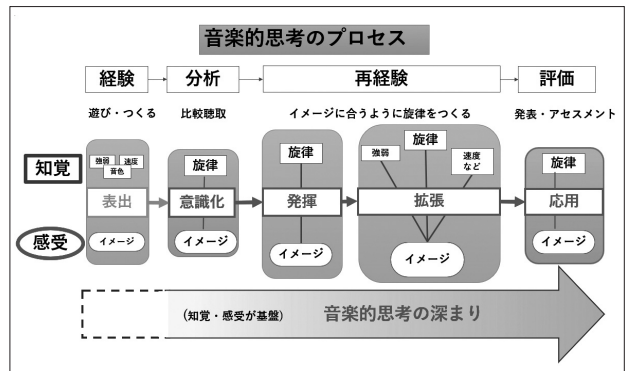 音楽的思考のプロセス
経験 分析 再経験 評価
遊び・つくる 比較聴取 イメージに合うように旋律をつくる 発表・アセスメント
知覚
強弱 速度
音色
旋律
旋律
強弱 旋律 速度
など
旋律
表出 意識化 発揮 拡張 応用
感受
イメージ イメージ イメージ イメージ イメージ
(知覚・感受が基盤) 音楽的思考の深まり